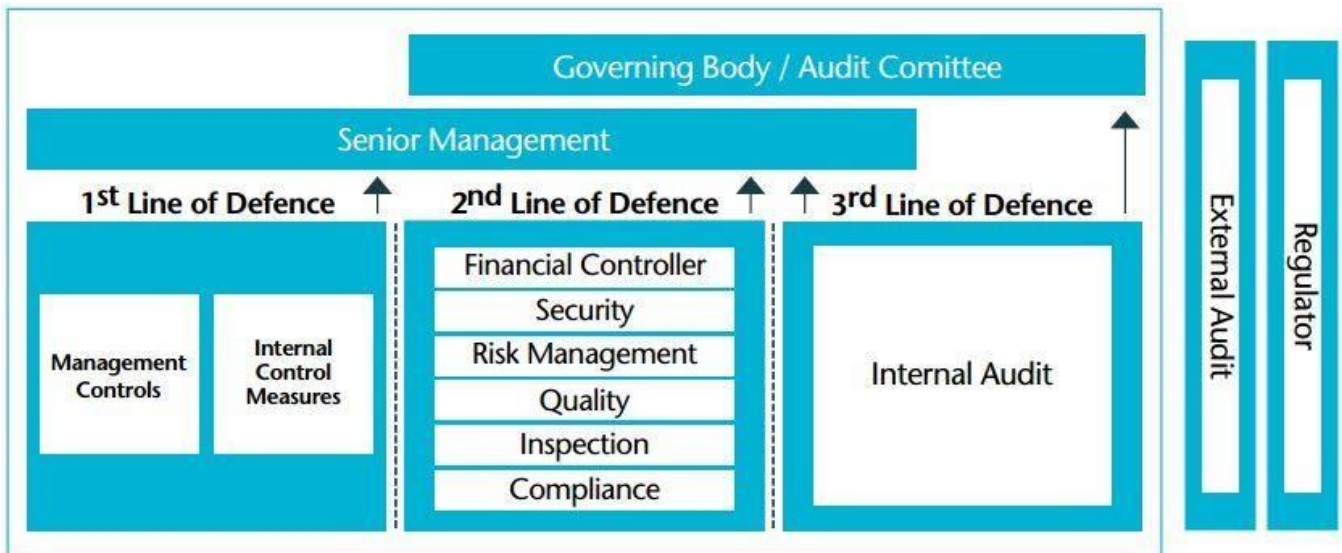 Governing Body / Audit Comittee
Senior Management
1st Line of Defence
2nd Line of Defence
3rd Line of Defence
Management
Controls
Internal
Control
Measures
Financial Controller
Security
Risk Management
Quality
Inspection
Compliance
Internal Audit
External Audit
Regulator